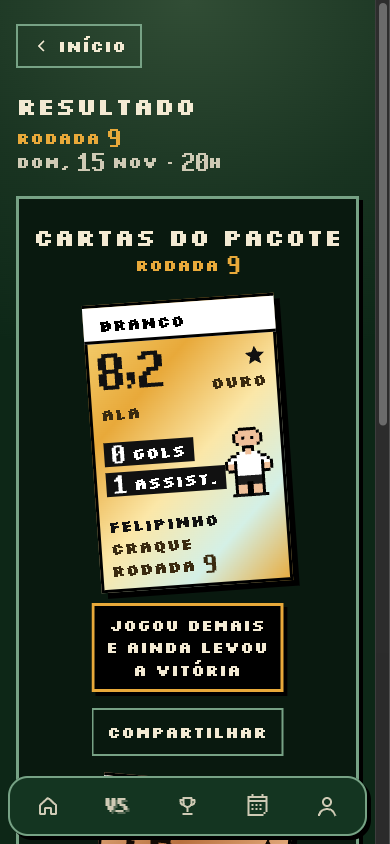 INÍCIO
RESULTADO
RODADA 9
DOM, 15 NOV · 20H
CARTAS DO PACOTE
RODADA 9
BRANCO
8,2
OURO
ALA
0 GOLS
1 ASSIST.
FELIPINHO
CRAQUE
RODADA 9
JOGOU DEMAIS
E AINDA LEVOU
A VITÓRIA
COMPARTILHAR
VS